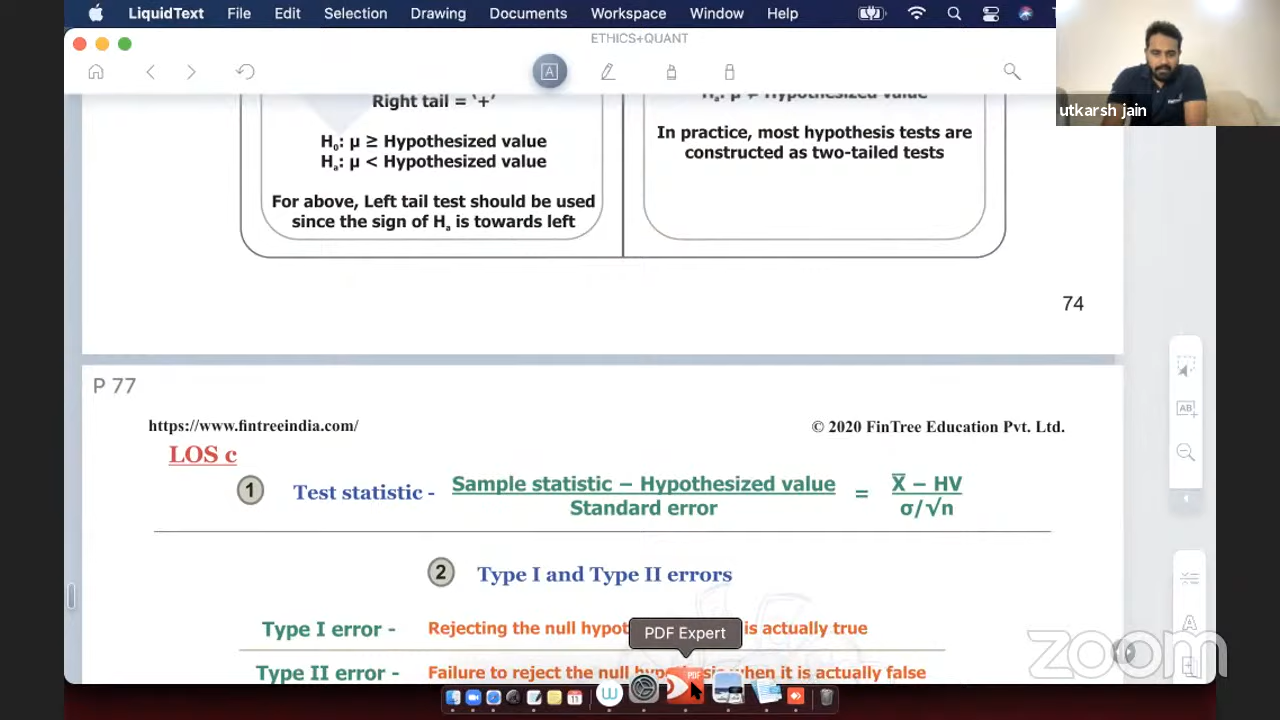 LiquidText File Edit Selection Drawing Documents Workspace Window Help
ETHICS+QUANT
utkarsh jain
Right tail = '+'
Hₐ: μ ≠ Hypothesized value
H₀: μ ≥ Hypothesized value
Hₐ: μ < Hypothesized value
For above, Left tail test should be used
since the sign of Hₐ is towards left
In practice, most hypothesis tests are
constructed as two-tailed tests
74
P 77
https://www.fintreeindia.com/
© 2020 FinTree Education Pvt. Ltd.
LOS c
1 Test statistic - Sample statistic − Hypothesized value = X̅ − HV
Standard error σ/√n
2 Type I and Type II errors
Type I error - Rejecting the null hypot is actually true
PDF Expert
Type II error - Failure to reject the null hypothesis when it is actually false
zoom